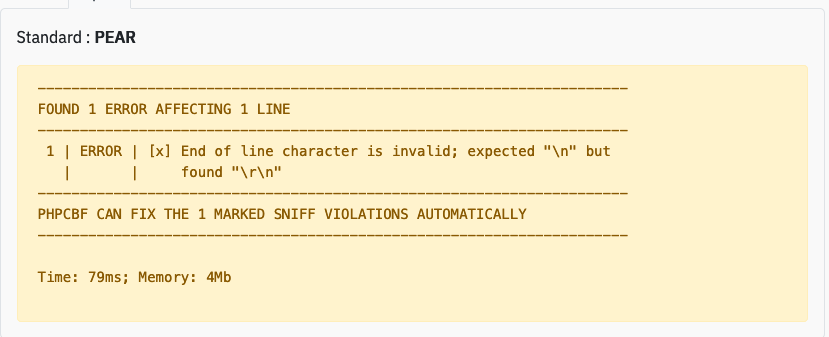 Standard : PEAR
----------------------------------------------------------------------
FOUND 1 ERROR AFFECTING 1 LINE
----------------------------------------------------------------------
 1 | ERROR | [x] End of line character is invalid; expected "\n" but
   |       |     found "\r\n"
----------------------------------------------------------------------
PHPCBF CAN FIX THE 1 MARKED SNIFF VIOLATIONS AUTOMATICALLY
----------------------------------------------------------------------
Time: 79ms; Memory: 4Mb